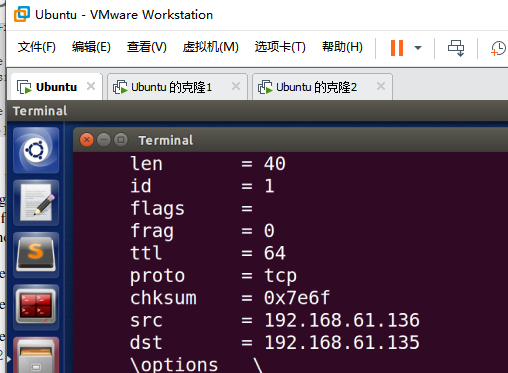 Ubuntu - VMware Workstation
文件(F) 编辑(E) 查看(V) 虚拟机(M) 选项卡(T) 帮助(H)
Ubuntu Ubuntu 的克隆1 Ubuntu 的克隆2
Terminal
Terminal
len = 40
id = 1
flags =
frag = 0
ttl = 64
proto = tcp
chksum = 0x7e6f
src = 192.168.61.136
dst = 192.168.61.135
\options \